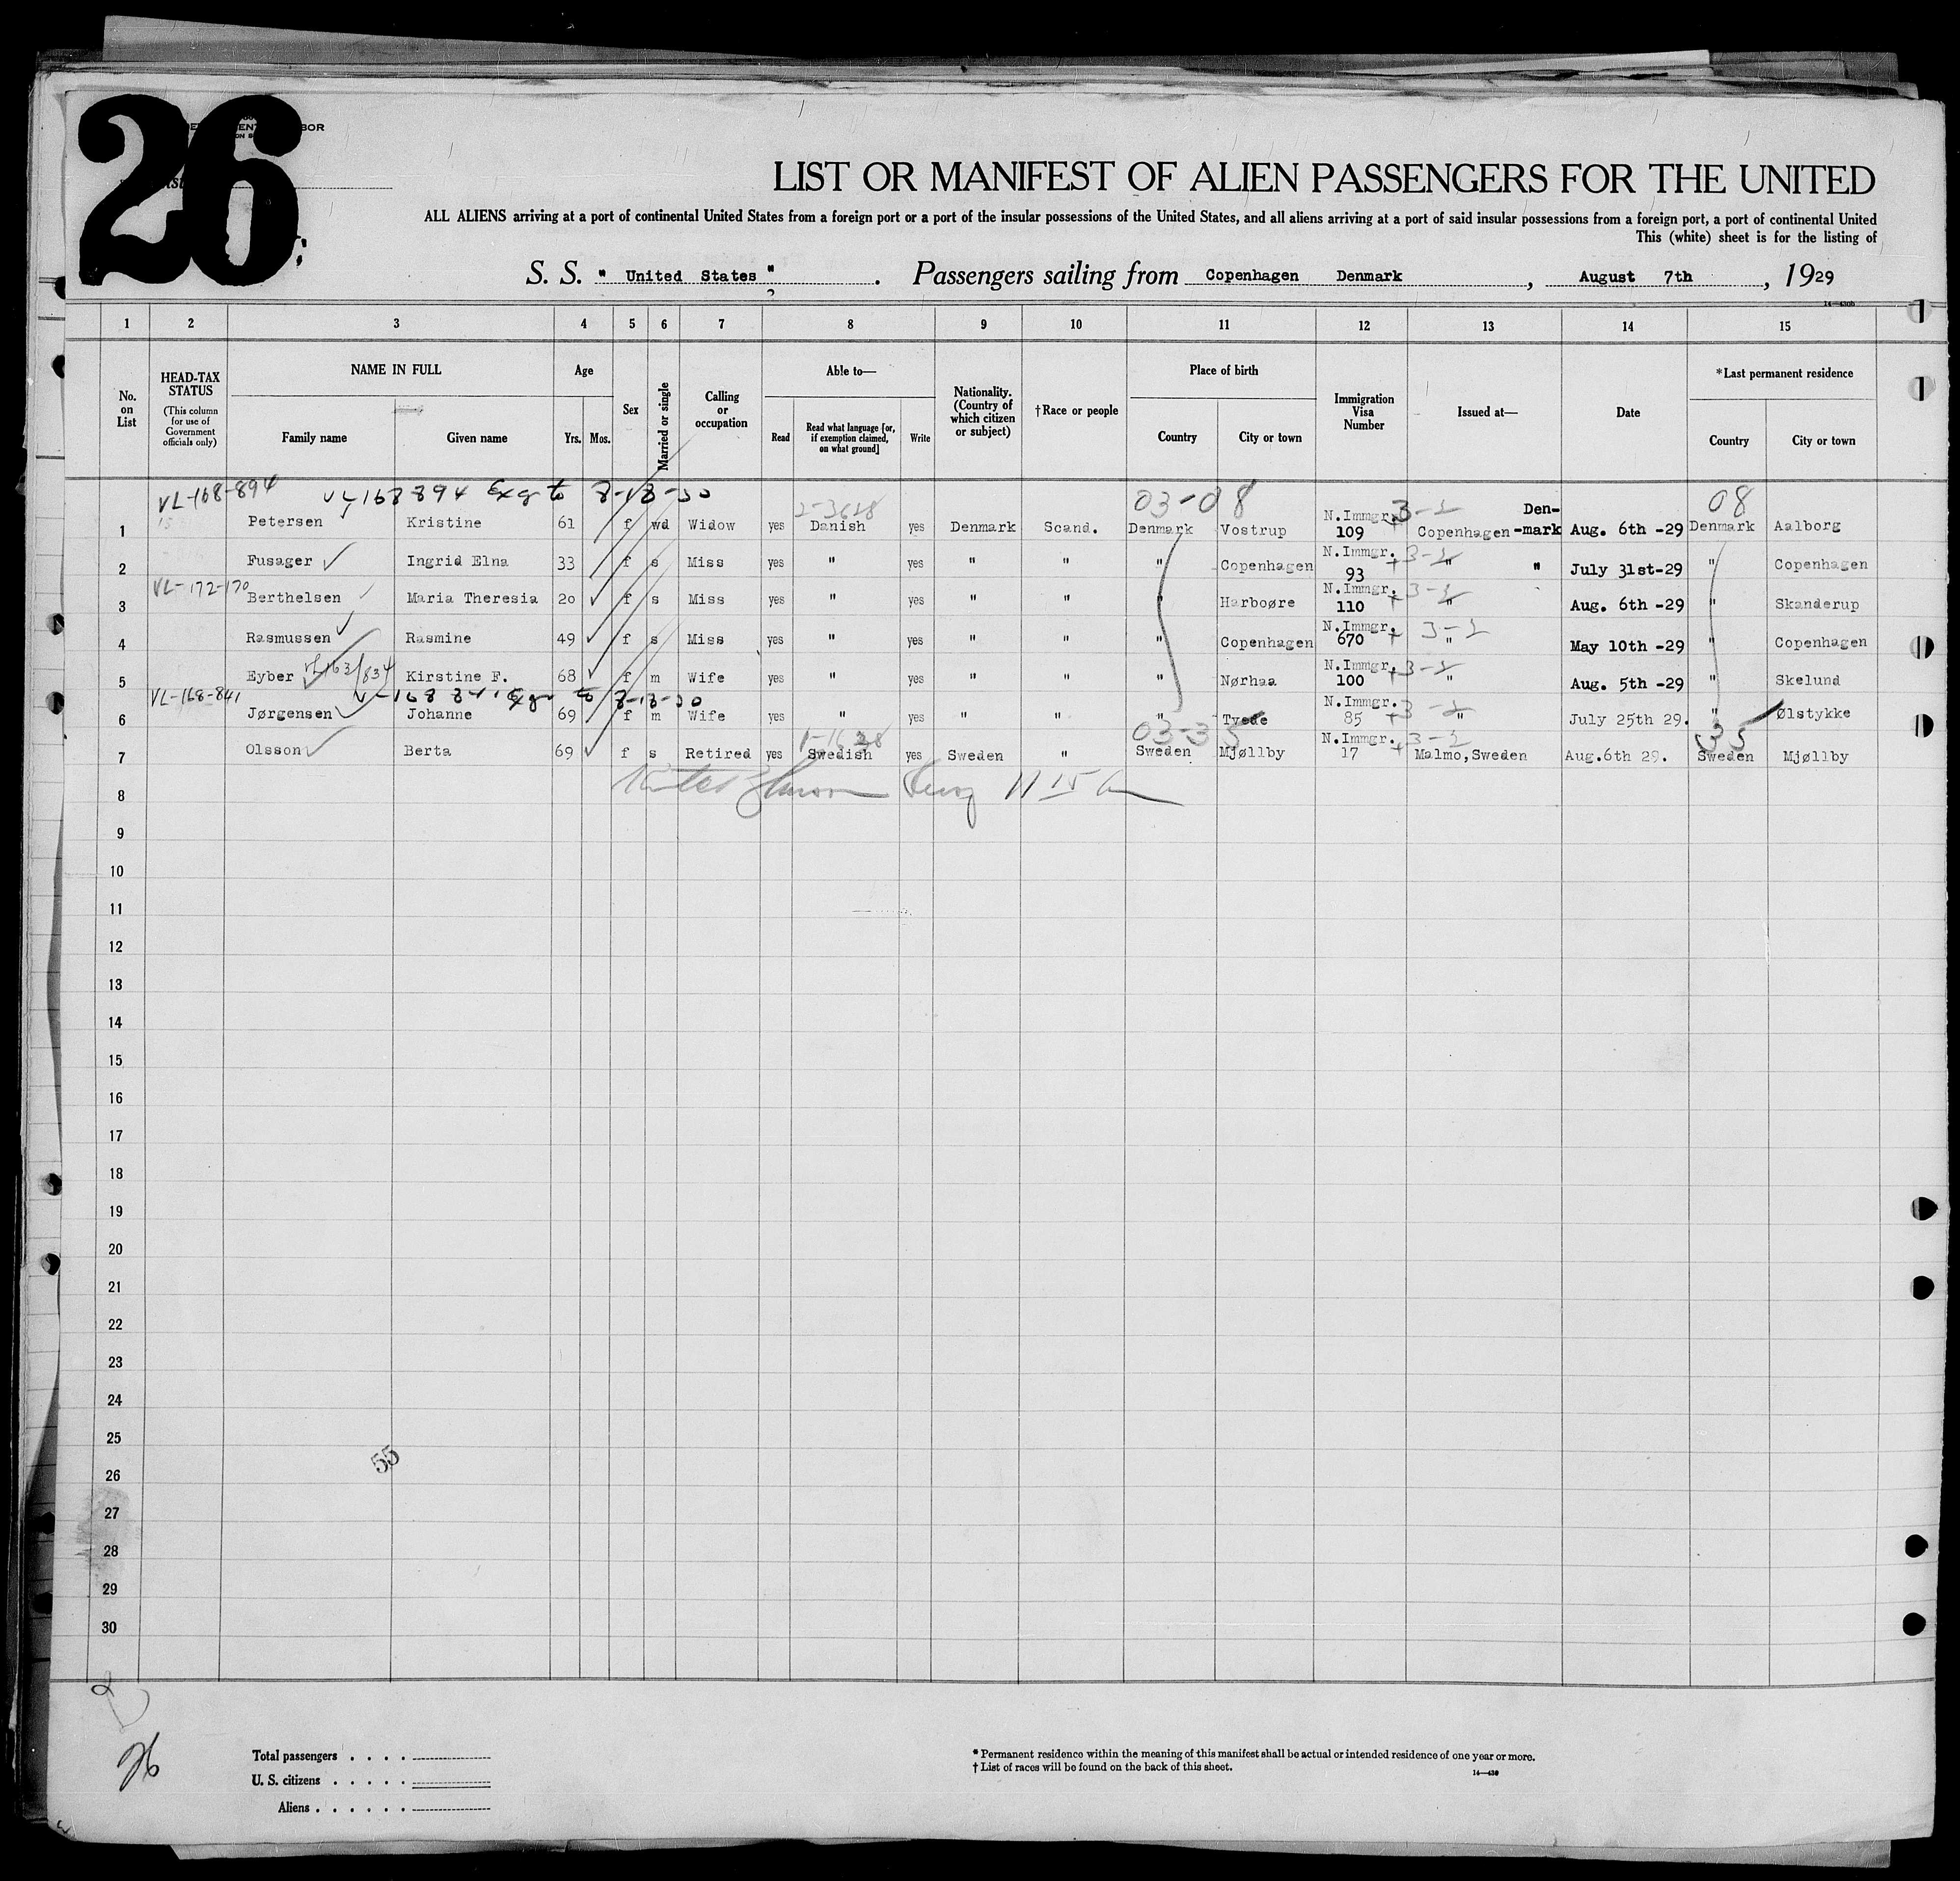 26
LIST OR MANIFEST OF ALIEN PASSENGERS FOR THE UNITED
ALL ALIENS arriving at a port of continental United States from a foreign port or a port of the insular possessions of the United States, and all aliens arriving at a port of said insular possessions from a foreign port, a port of continental United
This (white) sheet is for the listing of
S. S. " United States " . Passengers sailing from Copenhagen Denmark , August 7th , 1929
1 2 3 4 5 6 7 8 9 10 11 12 13 14 15
No. on List
HEAD-TAX STATUS (This column for use of Government officials only)
NAME IN FULL
Family name Given name
Age
Yrs. Mos.
Sex
Married or single
Calling or occupation
Able to—
Read
Read what language [or, if exemption claimed, on what ground]
Write
Nationality. (Country of which citizen or subject)
†Race or people
Place of birth
Country City or town
Immigration Visa Number
Issued at—
Date
*Last permanent residence
Country City or town
VL-168-894 VL 168 894 03-08 08
1 Petersen Kristine 61 f wd Widow yes Danish yes Denmark Scand. Denmark Vostrup N.Immgr. 109 Copenhagen Den- -mark Aug. 6th -29 Denmark Aalborg
2 Fusager Ingrid Elna 33 f s Miss yes " yes " " " Copenhagen N.Immgr. 93 " " July 31st-29 " Copenhagen
VL-172-170
3 Berthelsen Maria Theresia 20 f s Miss yes " yes " " " Harboøre N.Immgr. 110 " Aug. 6th -29 " Skanderup
4 Rasmussen Rasmine 49 f s Miss yes " yes " " " Copenhagen N.Immgr. 670 " May 10th -29 " Copenhagen
5 Eyber Kirstine F. 68 f m Wife yes " yes " " " Nørhaa N.Immgr. 100 " Aug. 5th -29 " Skelund
VL-168-841
6 Jørgensen Johanne 69 f m Wife yes " yes " " " Tvede N.Immgr. 85 " July 25th 29. " Ølstykke
03-35 35
7 Olsson Berta 69 f s Retired yes Swedish yes Sweden " Sweden Mjøllby N.Immgr. 17 Malmo,Sweden Aug.6th 29. Sweden Mjøllby
8
9
10
11
12
13
14
15
16
17
18
19
20
21
22
23
24
25
55
26
27
28
29
30
26
Total passengers . . . .
U. S. citizens . . . . .
Aliens . . . . . .
* Permanent residence within the meaning of this manifest shall be actual or intended residence of one year or more.
† List of races will be found on the back of this sheet.
14—430